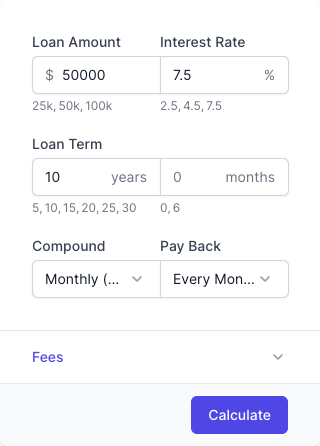 Loan Amount Interest Rate
$ 50000 7.5 %
25k, 50k, 100k 2.5, 4.5, 7.5
Loan Term
10 years 0 months
5, 10, 15, 20, 25, 30 0, 6
Compound Pay Back
Monthly (... Every Mon...
Fees
Calculate